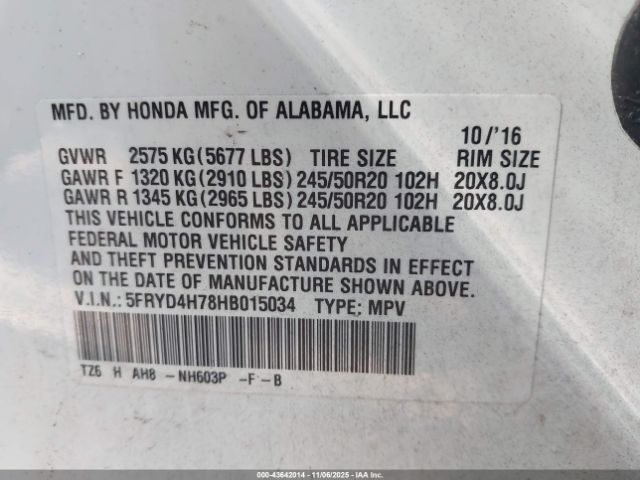 MFD. BY HONDA MFG. OF ALABAMA, LLC
10/'16
GVWR 2575 KG(5677 LBS) TIRE SIZE RIM SIZE
GAWR F 1320 KG(2910 LBS) 245/50R20 102H 20X8.0J
GAWR R 1345 KG(2965 LBS) 245/50R20 102H 20X8.0J
THIS VEHICLE CONFORMS TO ALL APPLICABLE
FEDERAL MOTOR VEHICLE SAFETY
AND THEFT PREVENTION STANDARDS IN EFFECT
ON THE DATE OF MANUFACTURE SHOWN ABOVE.
V.I.N.: 5FRYD4H78HB015034 TYPE: MPV
TZ6 H AH8 - NH603P -F-B
000-43642014 - 11/06/2025 - IAAI.COM